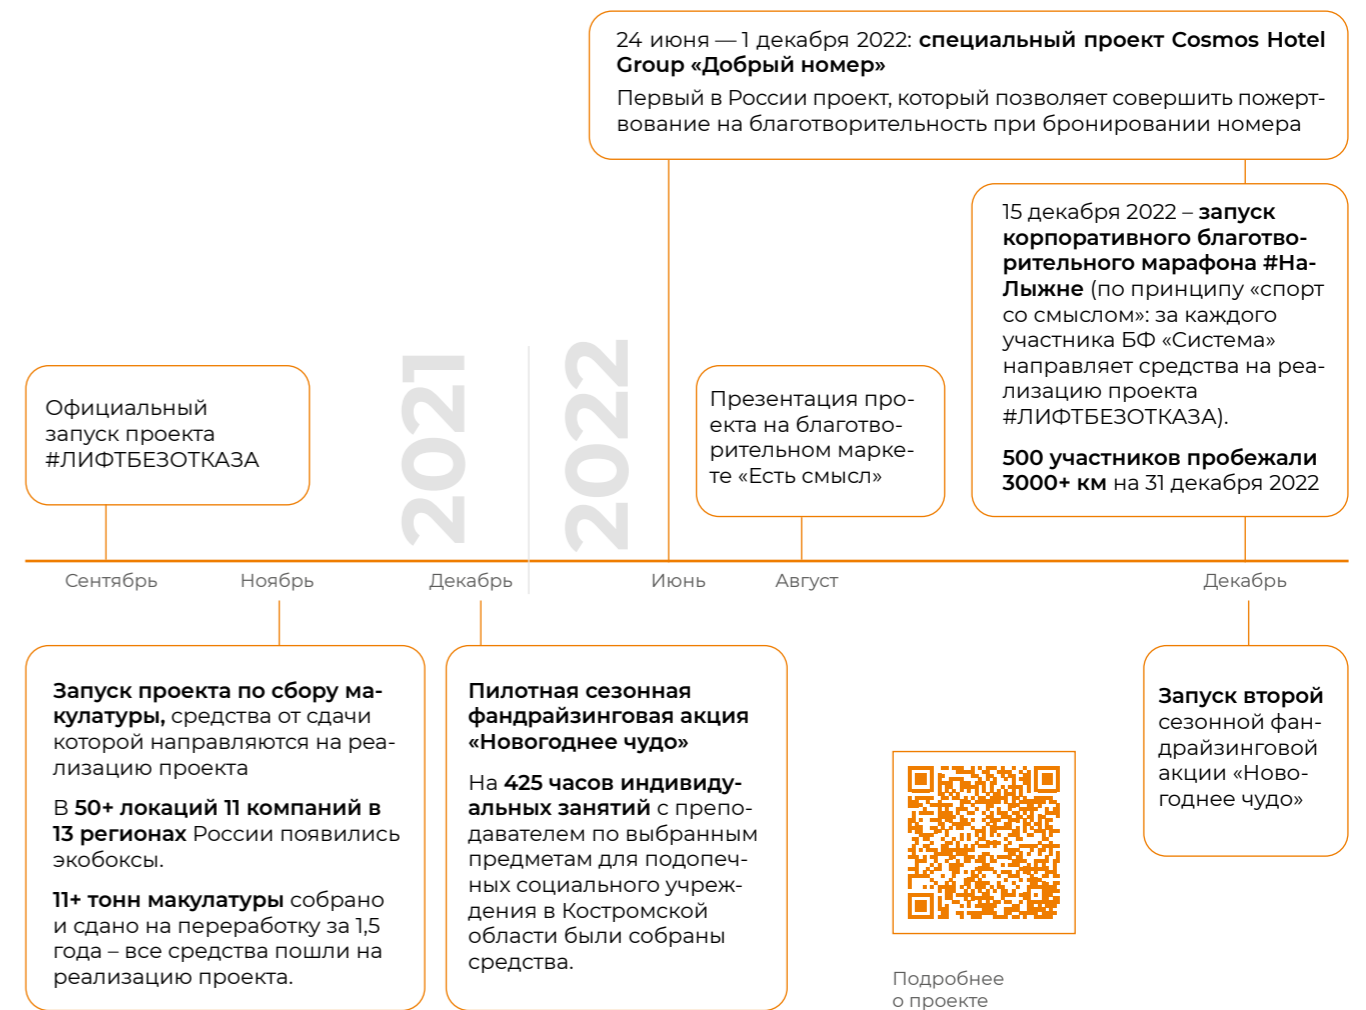 24 июня — 1 декабря 2022: специальный проект Cosmos Hotel
Group «Добрый номер»
Первый в России проект, который позволяет совершить пожерт-
вование на благотворительность при бронировании номера
15 декабря 2022 – запуск
корпоративного благотво-
рительного марафона #На-
Лыжне (по принципу «спорт
со смыслом»: за каждого
участника БФ «Система»
направляет средства на реа-
лизацию проекта
#ЛИФТБЕЗОТКАЗА).
500 участников пробежали
3000+ км на 31 декабря 2022
Официальный
запуск проекта
#ЛИФТБЕЗОТКАЗА
2021
2022
Презентация про-
екта на благотво-
рительном марке-
те «Есть смысл»
Сентябрь
Ноябрь
Декабрь
Июнь
Август
Декабрь
Запуск проекта по сбору ма-
кулатуры, средства от сдачи
которой направляются на реа-
лизацию проекта
В 50+ локаций 11 компаний в
13 регионах России появились
экобоксы.
11+ тонн макулатуры собрано
и сдано на переработку за 1,5
года – все средства пошли на
реализацию проекта.
Пилотная сезонная
фандрайзинговая акция
«Новогоднее чудо»
На 425 часов индивиду-
альных занятий с препо-
давателем по выбранным
предметам для подопеч-
ных социального учреж-
дения в Костромской
области были собраны
средства.
Подробнее
о проекте
Запуск второй
сезонной фан-
драйзинговой
акции «Ново-
годнее чудо»